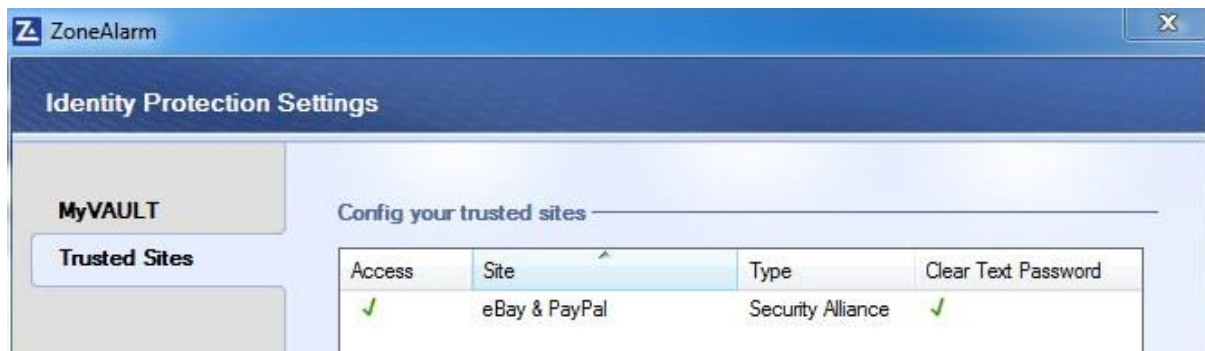 ZoneAlarm
Identity Protection Settings
MyVAULT
Trusted Sites
Config your trusted sites
Access Site Type Clear Text Password
eBay & PayPal Security Alliance